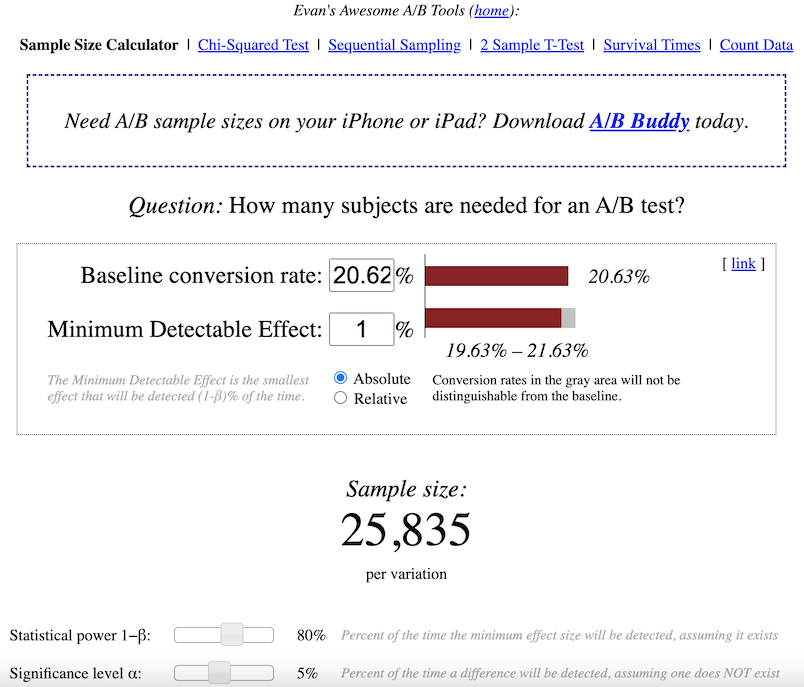 Evan's Awesome A/B Tools (home):
Sample Size Calculator | Chi-Squared Test | Sequential Sampling | 2 Sample T-Test | Survival Times | Count Data
Need A/B sample sizes on your iPhone or iPad? Download A/B Buddy today.
Question: How many subjects are needed for an A/B test?
Baseline conversion rate: 20.62% 20.63% [ link ]
Minimum Detectable Effect: 1 %
19.63% – 21.63%
The Minimum Detectable Effect is the smallest
effect that will be detected (1-β)% of the time.
Absolute
Relative
Conversion rates in the gray area will not be
distinguishable from the baseline.
Sample size:
25,835
per variation
Statistical power 1−β: 80% Percent of the time the minimum effect size will be detected, assuming it exists
Significance level α: 5% Percent of the time a difference will be detected, assuming one does NOT exist